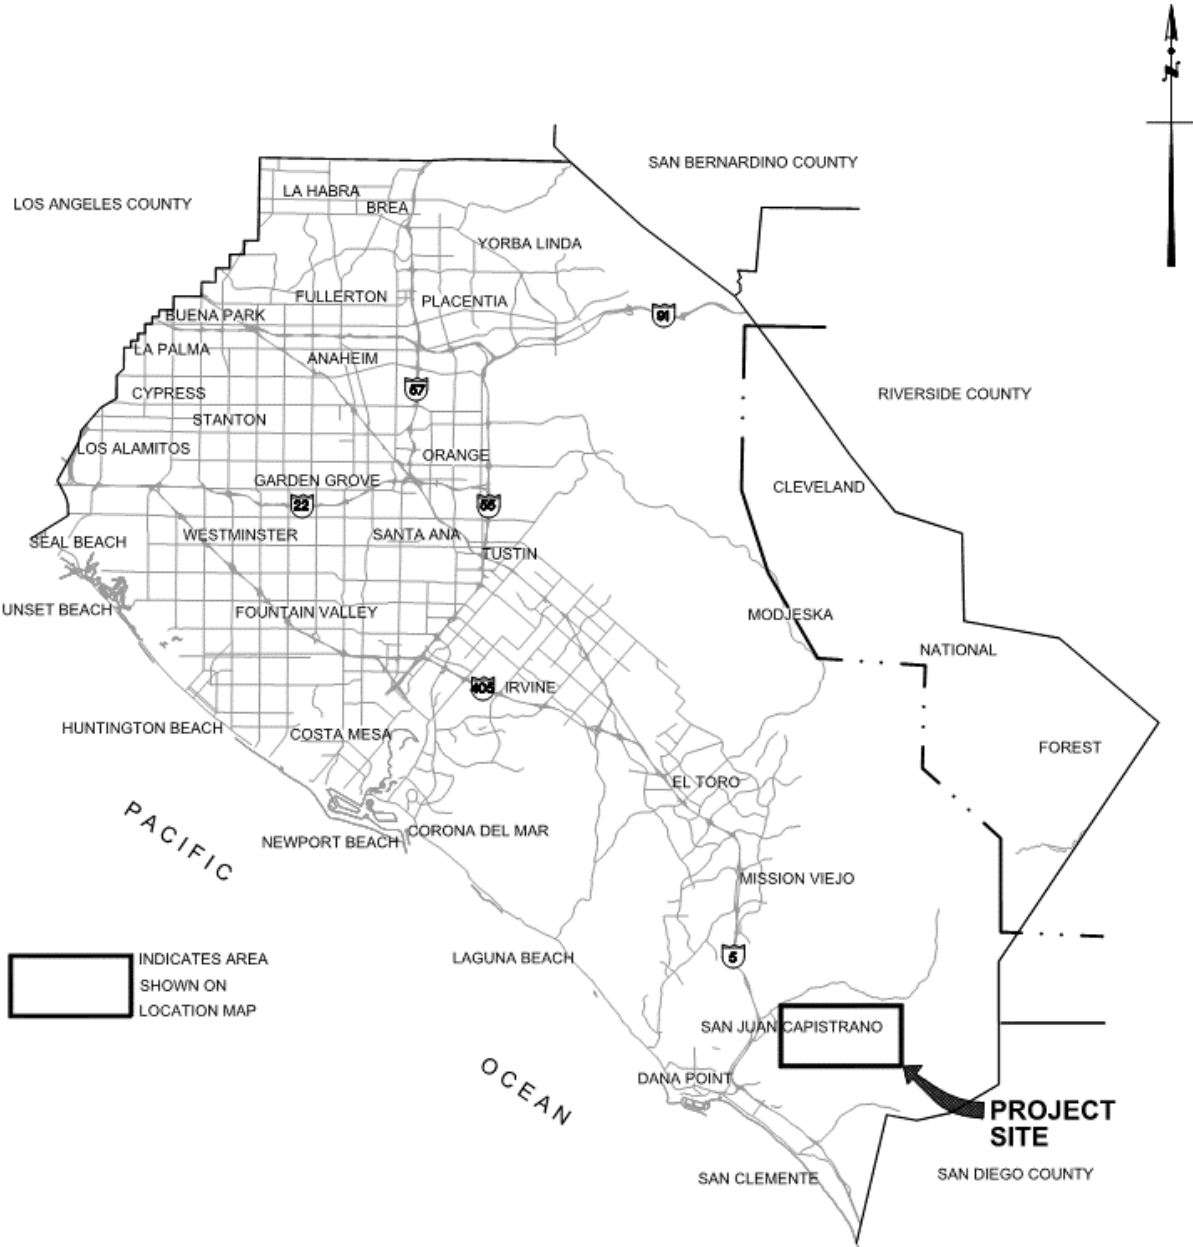 N
SAN BERNARDINO COUNTY
LOS ANGELES COUNTY
LA HABRA
BREA
YORBA LINDA
FULLERTON
PLACENTIA
BUENA PARK
91
LA PALMA
ANAHEIM
CYPRESS
57
RIVERSIDE COUNTY
STANTON
LOS ALAMITOS
ORANGE
GARDEN GROVE
CLEVELAND
22
55
SEAL BEACH
WESTMINSTER
SANTA ANA
TUSTIN
UNSET BEACH
FOUNTAIN VALLEY
MODJESKA
NATIONAL
405
IRVINE
HUNTINGTON BEACH
COSTA MESA
FOREST
EL TORO
PACIFIC
NEWPORT BEACH
CORONA DEL MAR
MISSION VIEJO
LAGUNA BEACH
5
INDICATES AREA
SHOWN ON
LOCATION MAP
SAN JUAN CAPISTRANO
OCEAN
DANA POINT
PROJECT
SITE
SAN CLEMENTE
SAN DIEGO COUNTY